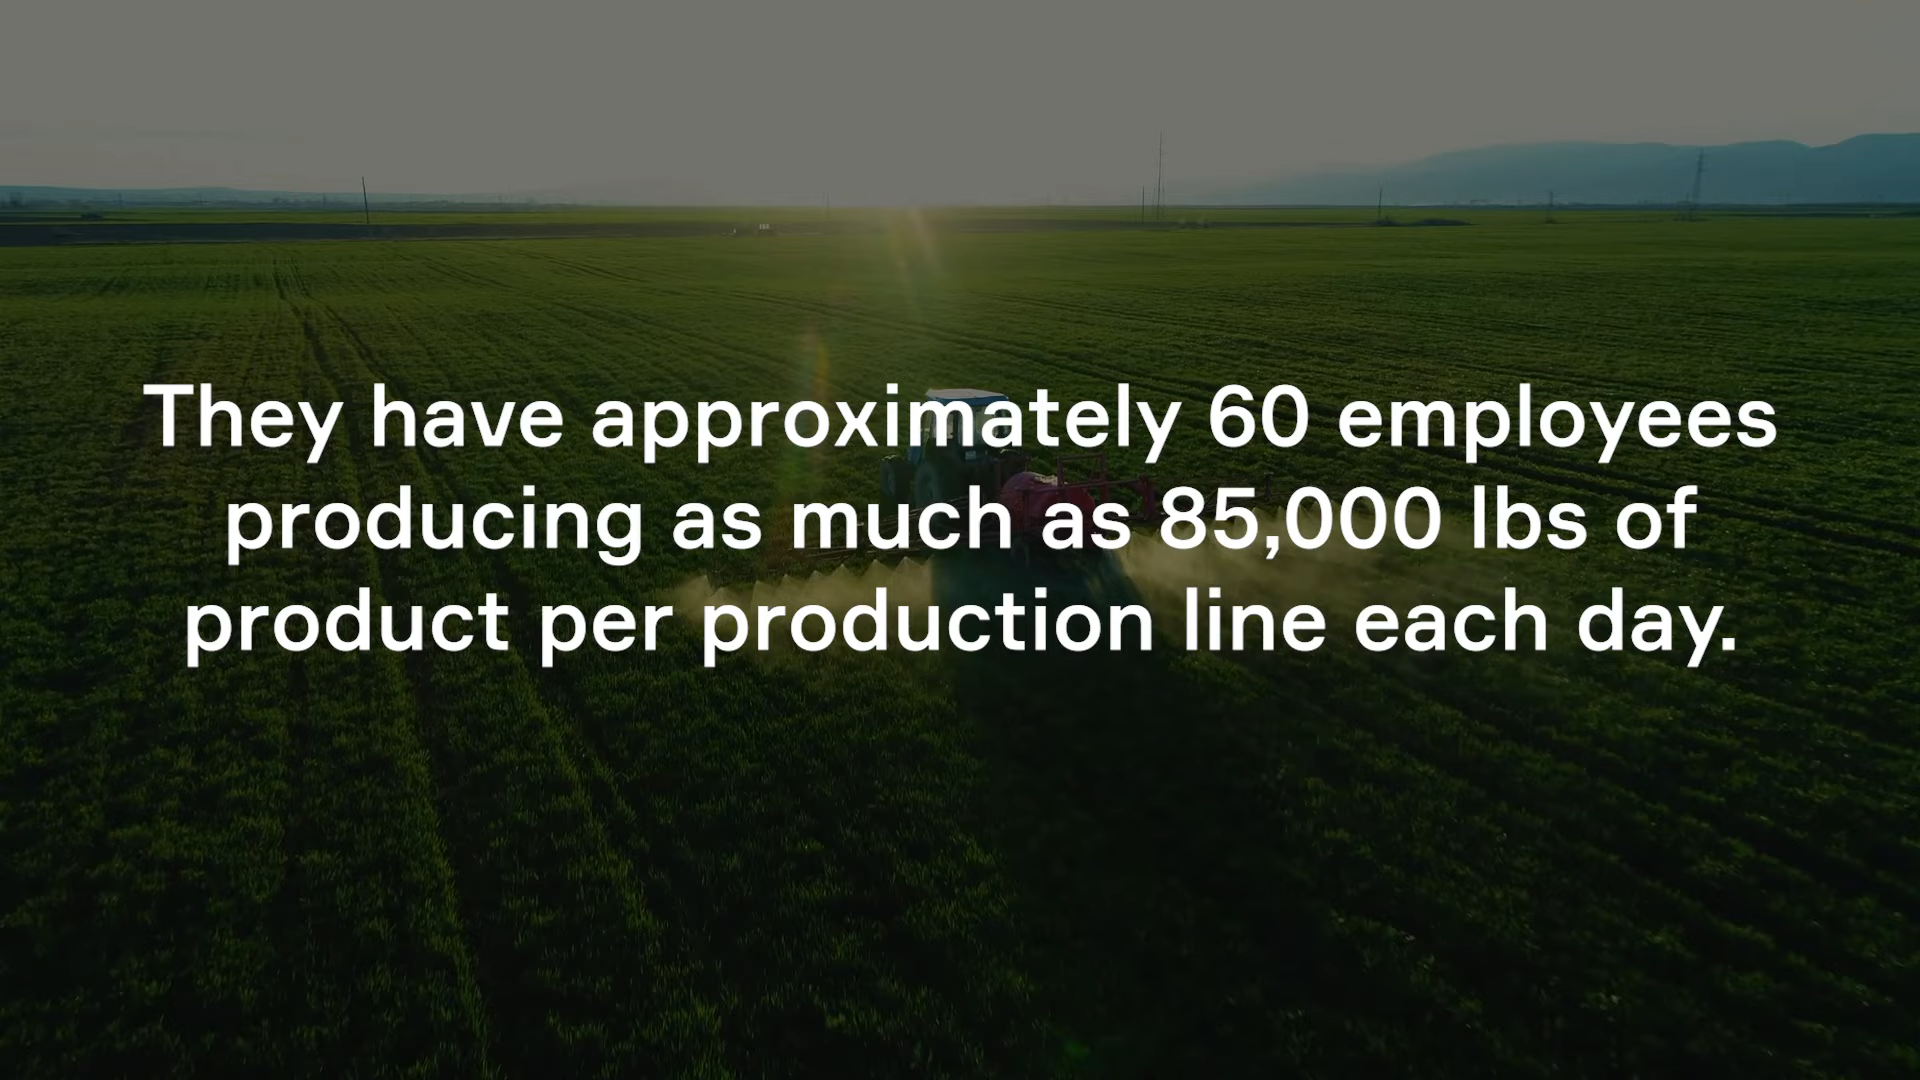 They have approximately 60 employees
producing as much as 85,000 lbs of
product per production line each day.